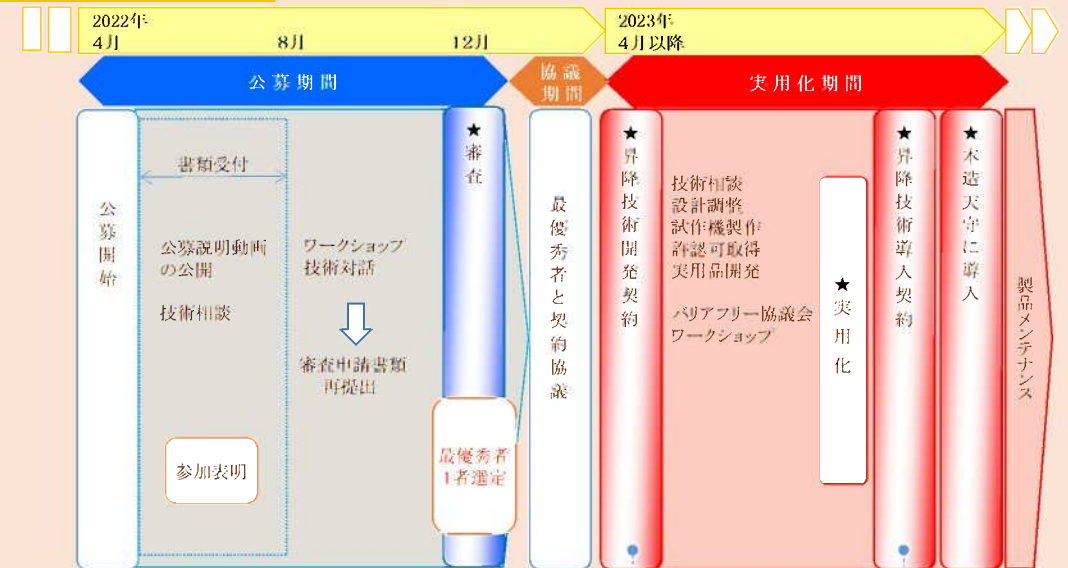 2022年
4月
8月
12月
2023年
4月以降
公募期間
協議
期間
実用化期間
公募開始
書類受付
公募説明動画
の公開
技術相談
参加表明
ワークショップ
技術対話
審査申請書類
再提出
★審査
最優秀者
1者選定
最優秀者と契約協議
★昇降技術開発契約
技術相談
設計調整
試作機製作
許認可取得
実用品開発
バリアフリー協議会
ワークショップ
★実用化
★昇降技術導入契約
★木造天守に導入
製品メンテナンス